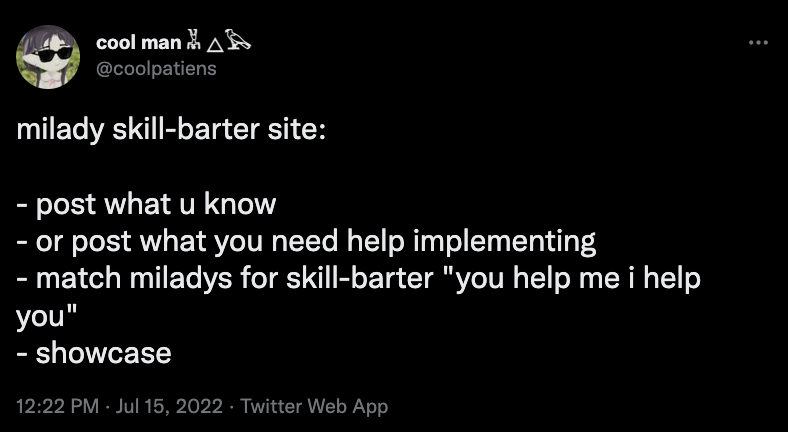 cool man 𓀬 △𓅂
@coolpatiens
milady skill-barter site:
- post what u know
- or post what you need help implementing
- match miladys for skill-barter "you help me i help
you"
- showcase
12:22 PM · Jul 15, 2022 · Twitter Web App